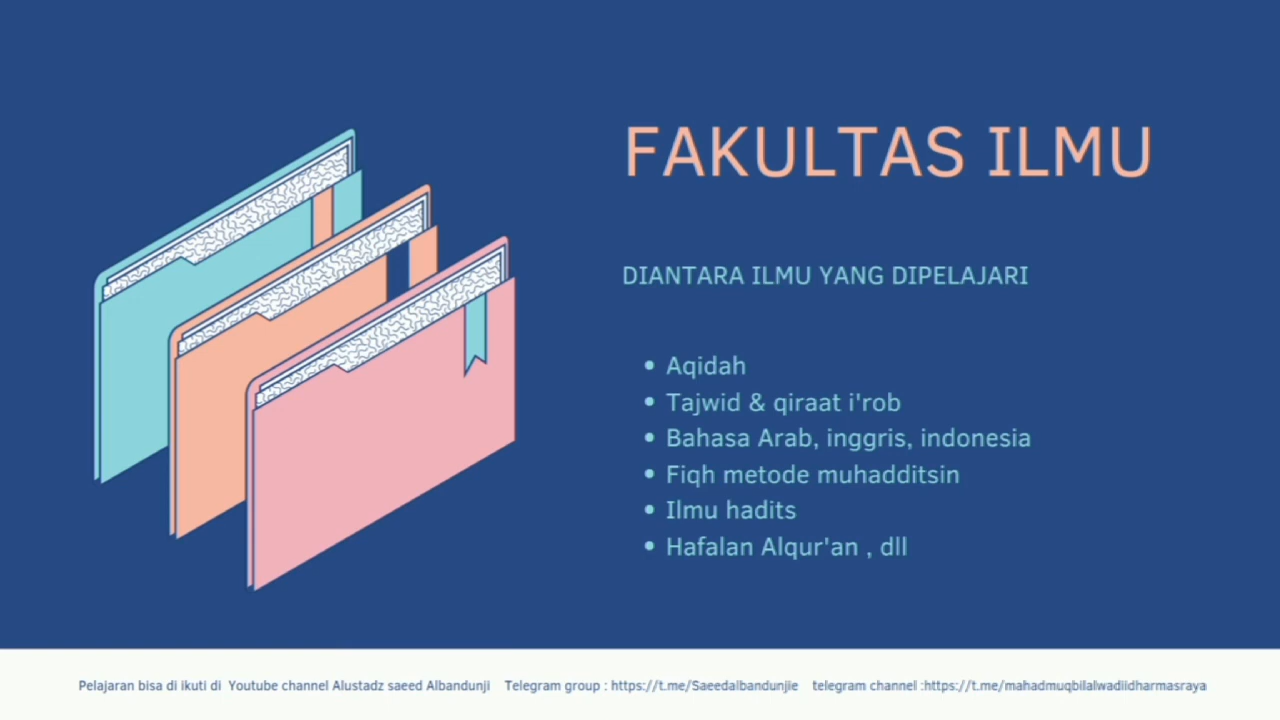 FAKULTAS ILMU
DIANTARA ILMU YANG DIPELAJARI
• Aqidah
• Tajwid & qiraat i'rob
• Bahasa Arab, inggris, indonesia
• Fiqh metode muhadditsin
• Ilmu hadits
• Hafalan Alqur'an , dll
Pelajaran bisa di ikuti di Youtube channel Alustadz saeed Albandunji Telegram group : https://t.me/Saeedalbandunjie telegram channel :https://t.me/mahadmuqbilalwadiidharmasraya